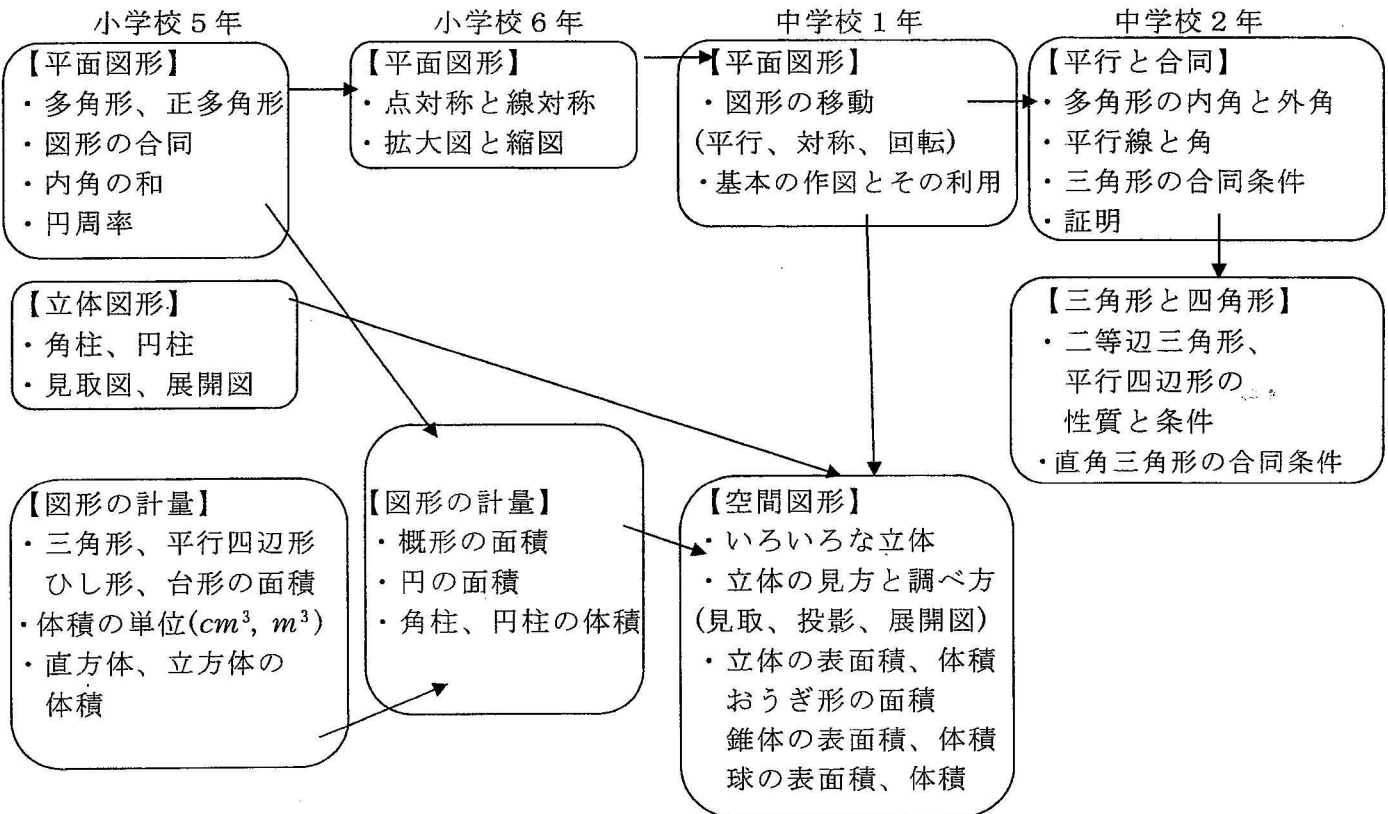 小学校5年
【平面図形】
・多角形、正多角形
・図形の合同
・内角の和
・円周率
【立体図形】
・角柱、円柱
・見取図、展開図
【図形の計量】
・三角形、平行四辺形
ひし形、台形の面積
・体積の単位(cm³, m³)
・直方体、立方体の
体積
小学校6年
【平面図形】
・点対称と線対称
・拡大図と縮図
【図形の計量】
・概形の面積
・円の面積
・角柱、円柱の体積
中学校1年
【平面図形】
・図形の移動
(平行、対称、回転)
・基本の作図とその利用
【空間図形】
・いろいろな立体
・立体の見方と調べ方
(見取、投影、展開図)
・立体の表面積、体積
おうぎ形の面積
錐体の表面積、体積
球の表面積、体積
中学校2年
【平行と合同】
・多角形の内角と外角
・平行線と角
・三角形の合同条件
・証明
【三角形と四角形】
・二等辺三角形、
平行四辺形の
性質と条件
・直角三角形の合同条件